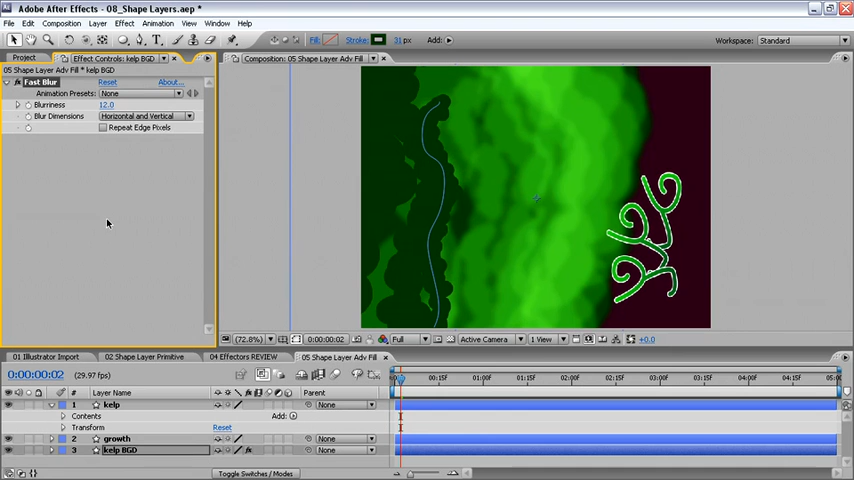 Adobe After Effects - 08_Shape Layers.aep *
File Edit Composition Layer Effect Animation View Window Help
Fill: Stroke: 31 px Add: Workspace: Standard
Project Effect Controls: kelp BGD Composition: 05 Shape Layer Adv Fill
05 Shape Layer Adv Fill * kelp BGD
Fast Blur Reset About...
Animation Presets: None
Blurriness 12.0
Blur Dimensions Horizontal and Vertical
Repeat Edge Pixels
(72.8%) 0:00:00:02 Full Active Camera 1 View +0.0
01 Illustrator Import 02 Shape Layer Primitive 04 Effectors REVIEW 05 Shape Layer Adv Fill
0:00:00:02 (29.97 fps) 00:15f 01:00f 01:15f 02:00f 02:15f 03:00f 03:15f 04:00f 04:15f 05:00
# Layer Name Parent
1 kelp None
Contents Add:
Transform Reset
2 growth None
3 kelp BGD None
Toggle Switches / Modes